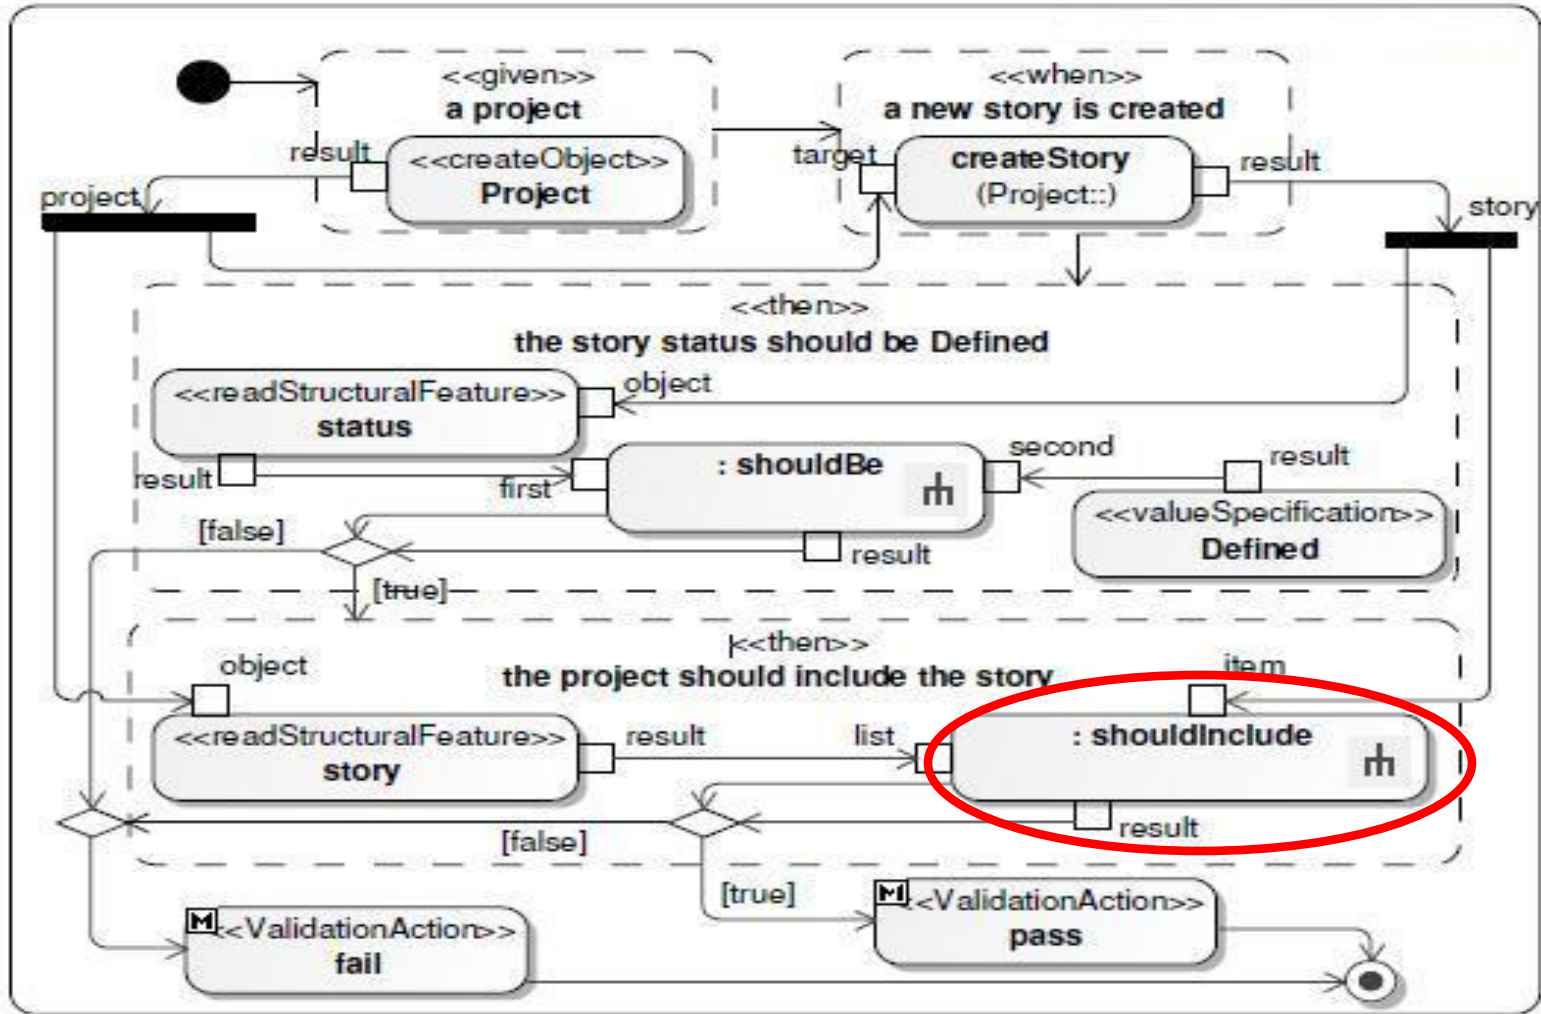 <<given>>
a project
<<when>>
a new story is created
result
<<createObject>>
Project
target
createStory
(Project::)
result
project
story
<<then>>
the story status should be Defined
<<readStructuralFeature>>
status
object
result
first
: shouldBe
second
result
<<valueSpecification>>
Defined
[false]
result
[true]
<<then>>
the project should include the story
object
item
<<readStructuralFeature>>
story
result
list
: shouldInclude
result
[false]
[true]
M
<<ValidationAction>>
fail
M
<<ValidationAction>>
pass